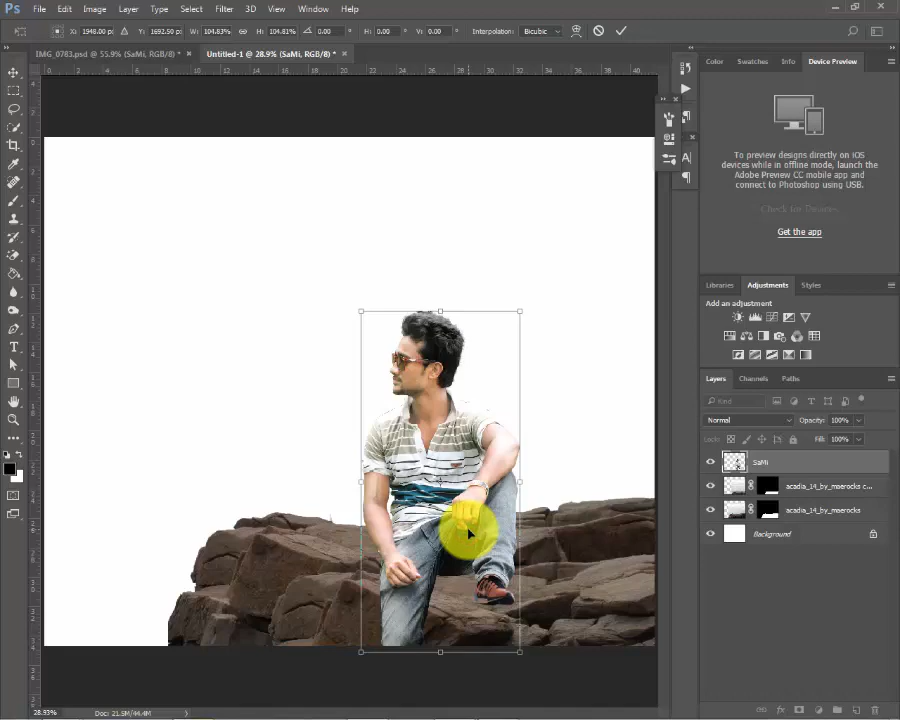 Ps File Edit Image Layer Type Select Filter 3D View Window Help
X: 1948.00 px Y: 1692.50 px W: 104.83% H: 104.81% 0.00 H: 0.00 V: 0.00 Interpolation: Bicubic
IMG_0783.psd @ 55.9% (SaMi, RGB/8) * × Untitled-1 @ 28.9% (SaMi, RGB/8) * ×
Color Swatches Info Device Preview
To preview designs directly on iOS
devices while in offline mode, launch the
Adobe Preview CC mobile app and
connect to Photoshop using USB.
Check for Devices
Get the app
Libraries Adjustments Styles
Add an adjustment
Layers Channels Paths
Kind
Normal Opacity: 100%
Lock: Fill: 100%
SaMi
acadia_14_by_maerocks c...
acadia_14_by_maerocks
Background
28.93% Doc: 21.5M/44.4M